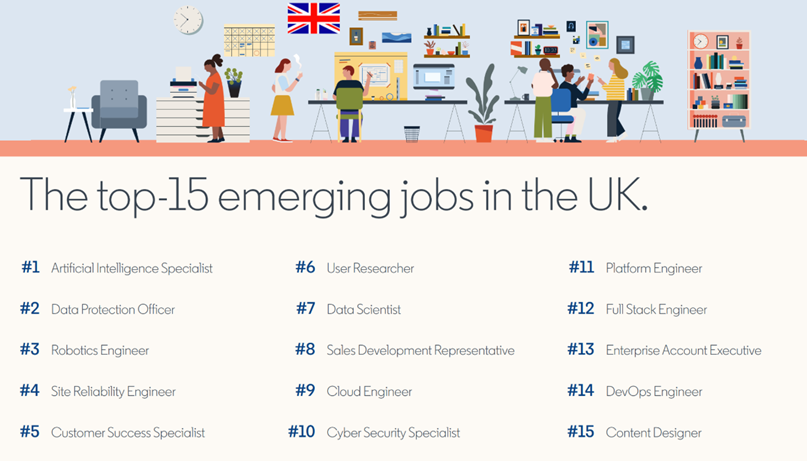 The top-15 emerging jobs in the UK.
#1 Artificial Intelligence Specialist
#2 Data Protection Officer
#3 Robotics Engineer
#4 Site Reliability Engineer
#5 Customer Success Specialist
#6 User Researcher
#7 Data Scientist
#8 Sales Development Representative
#9 Cloud Engineer
#10 Cyber Security Specialist
#11 Platform Engineer
#12 Full Stack Engineer
#13 Enterprise Account Executive
#14 DevOps Engineer
#15 Content Designer